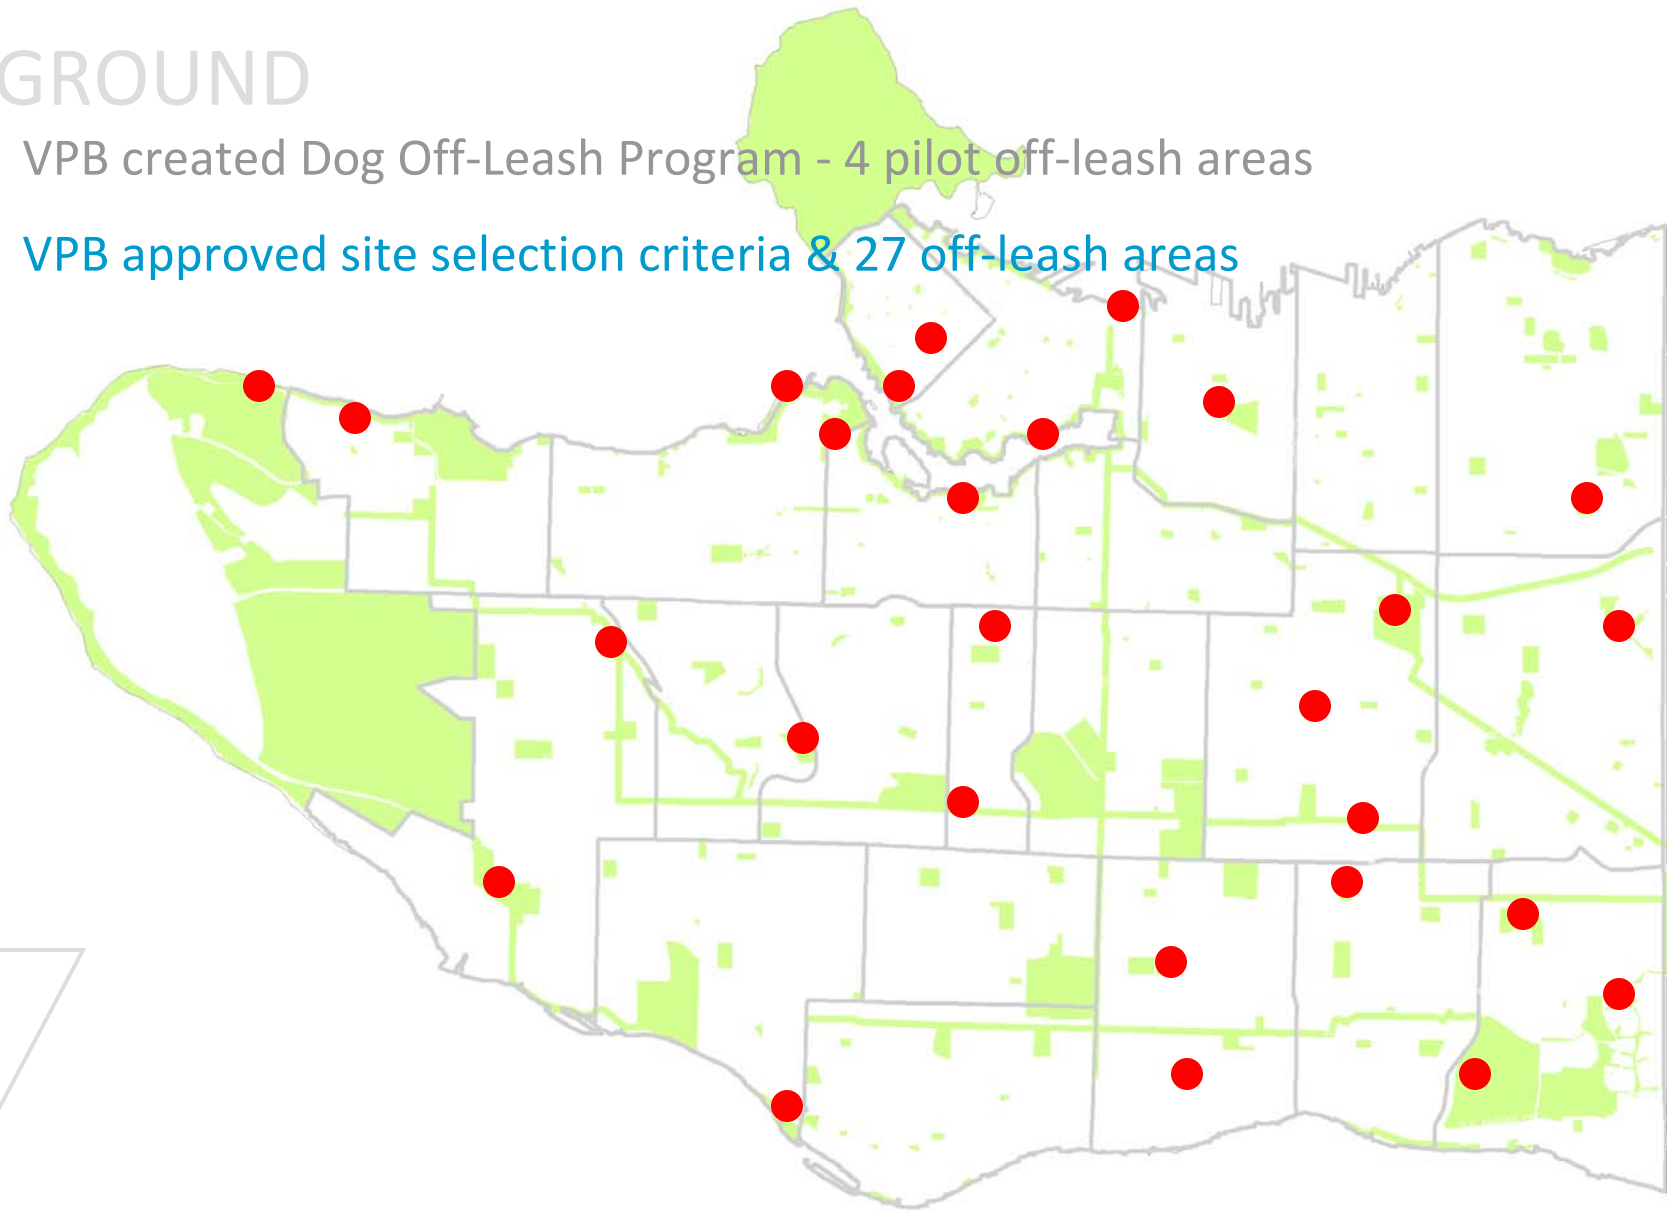 GROUND
VPB created Dog Off-Leash Program - 4 pilot off-leash areas
VPB approved site selection criteria & 27 off-leash areas